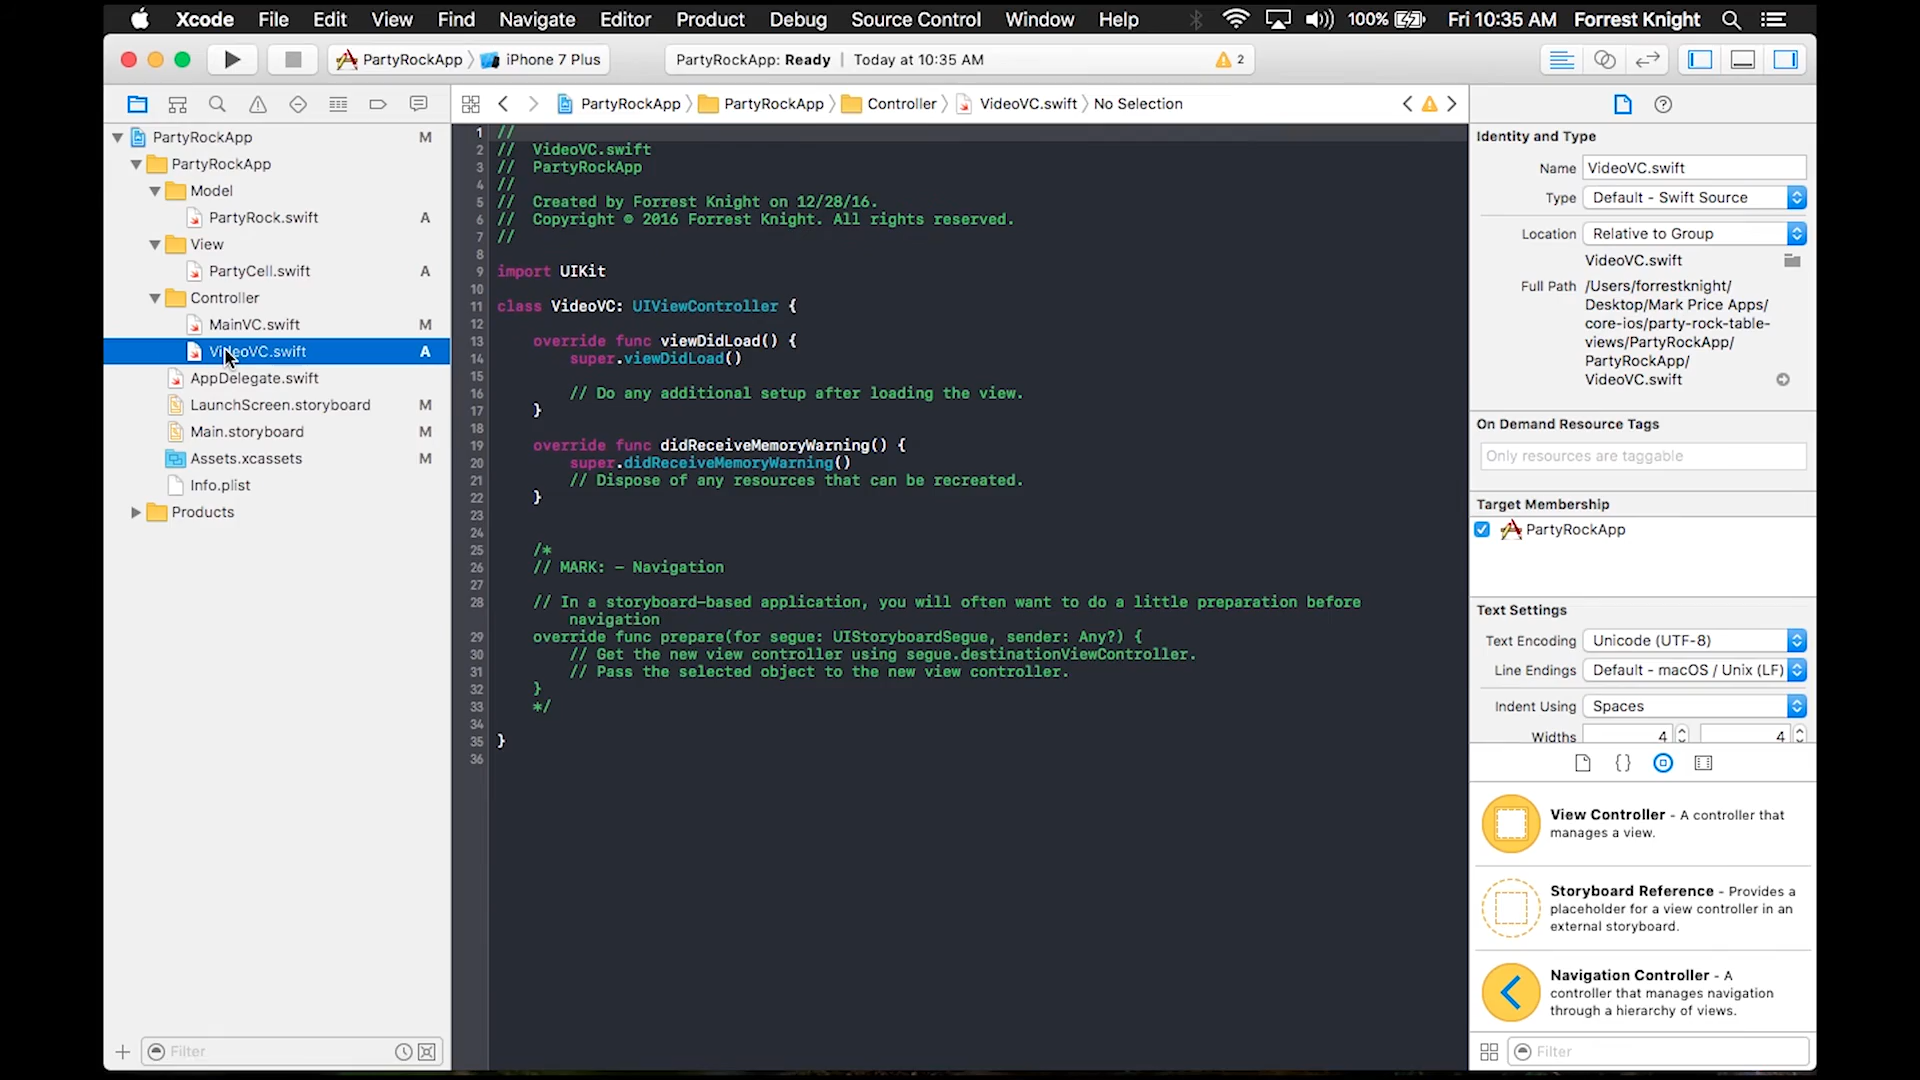 Xcode File Edit View Find Navigate Editor Product Debug Source Control Window Help 100% Fri 10:35 AM Forrest Knight
PartyRockApp iPhone 7 Plus PartyRockApp: Ready Today at 10:35 AM 2
PartyRockApp PartyRockApp Controller VideoVC.swift No Selection
PartyRockApp M
PartyRockApp
Model
PartyRock.swift A
View
PartyCell.swift A
Controller
MainVC.swift M
VideoVC.swift A
AppDelegate.swift
LaunchScreen.storyboard M
Main.storyboard M
Assets.xcassets M
Info.plist
Products
Filter
1 //
2 // VideoVC.swift
3 // PartyRockApp
4 //
5 // Created by Forrest Knight on 12/28/16.
6 // Copyright © 2016 Forrest Knight. All rights reserved.
7 //
8
9 import UIKit
10
11 class VideoVC: UIViewController {
12
13 override func viewDidLoad() {
14 super.viewDidLoad()
15
16 // Do any additional setup after loading the view.
17 }
18
19 override func didReceiveMemoryWarning() {
20 super.didReceiveMemoryWarning()
21 // Dispose of any resources that can be recreated.
22 }
23
24
25 /*
26 // MARK: - Navigation
27
28 // In a storyboard-based application, you will often want to do a little preparation before
navigation
29 override func prepare(for segue: UIStoryboardSegue, sender: Any?) {
30 // Get the new view controller using segue.destinationViewController.
31 // Pass the selected object to the new view controller.
32 }
33 */
34
35 }
36
Identity and Type
Name VideoVC.swift
Type Default - Swift Source
Location Relative to Group
VideoVC.swift
Full Path /Users/forrestknight/
Desktop/Mark Price Apps/
core-ios/party-rock-table-
views/PartyRockApp/
PartyRockApp/
VideoVC.swift
On Demand Resource Tags
Only resources are taggable
Target Membership
PartyRockApp
Text Settings
Text Encoding Unicode (UTF-8)
Line Endings Default - macOS / Unix (LF)
Indent Using Spaces
Widths 4 4
{}
View Controller - A controller that
manages a view.
Storyboard Reference - Provides a
placeholder for a view controller in an
external storyboard.
Navigation Controller - A
controller that manages navigation
through a hierarchy of views.
Filter